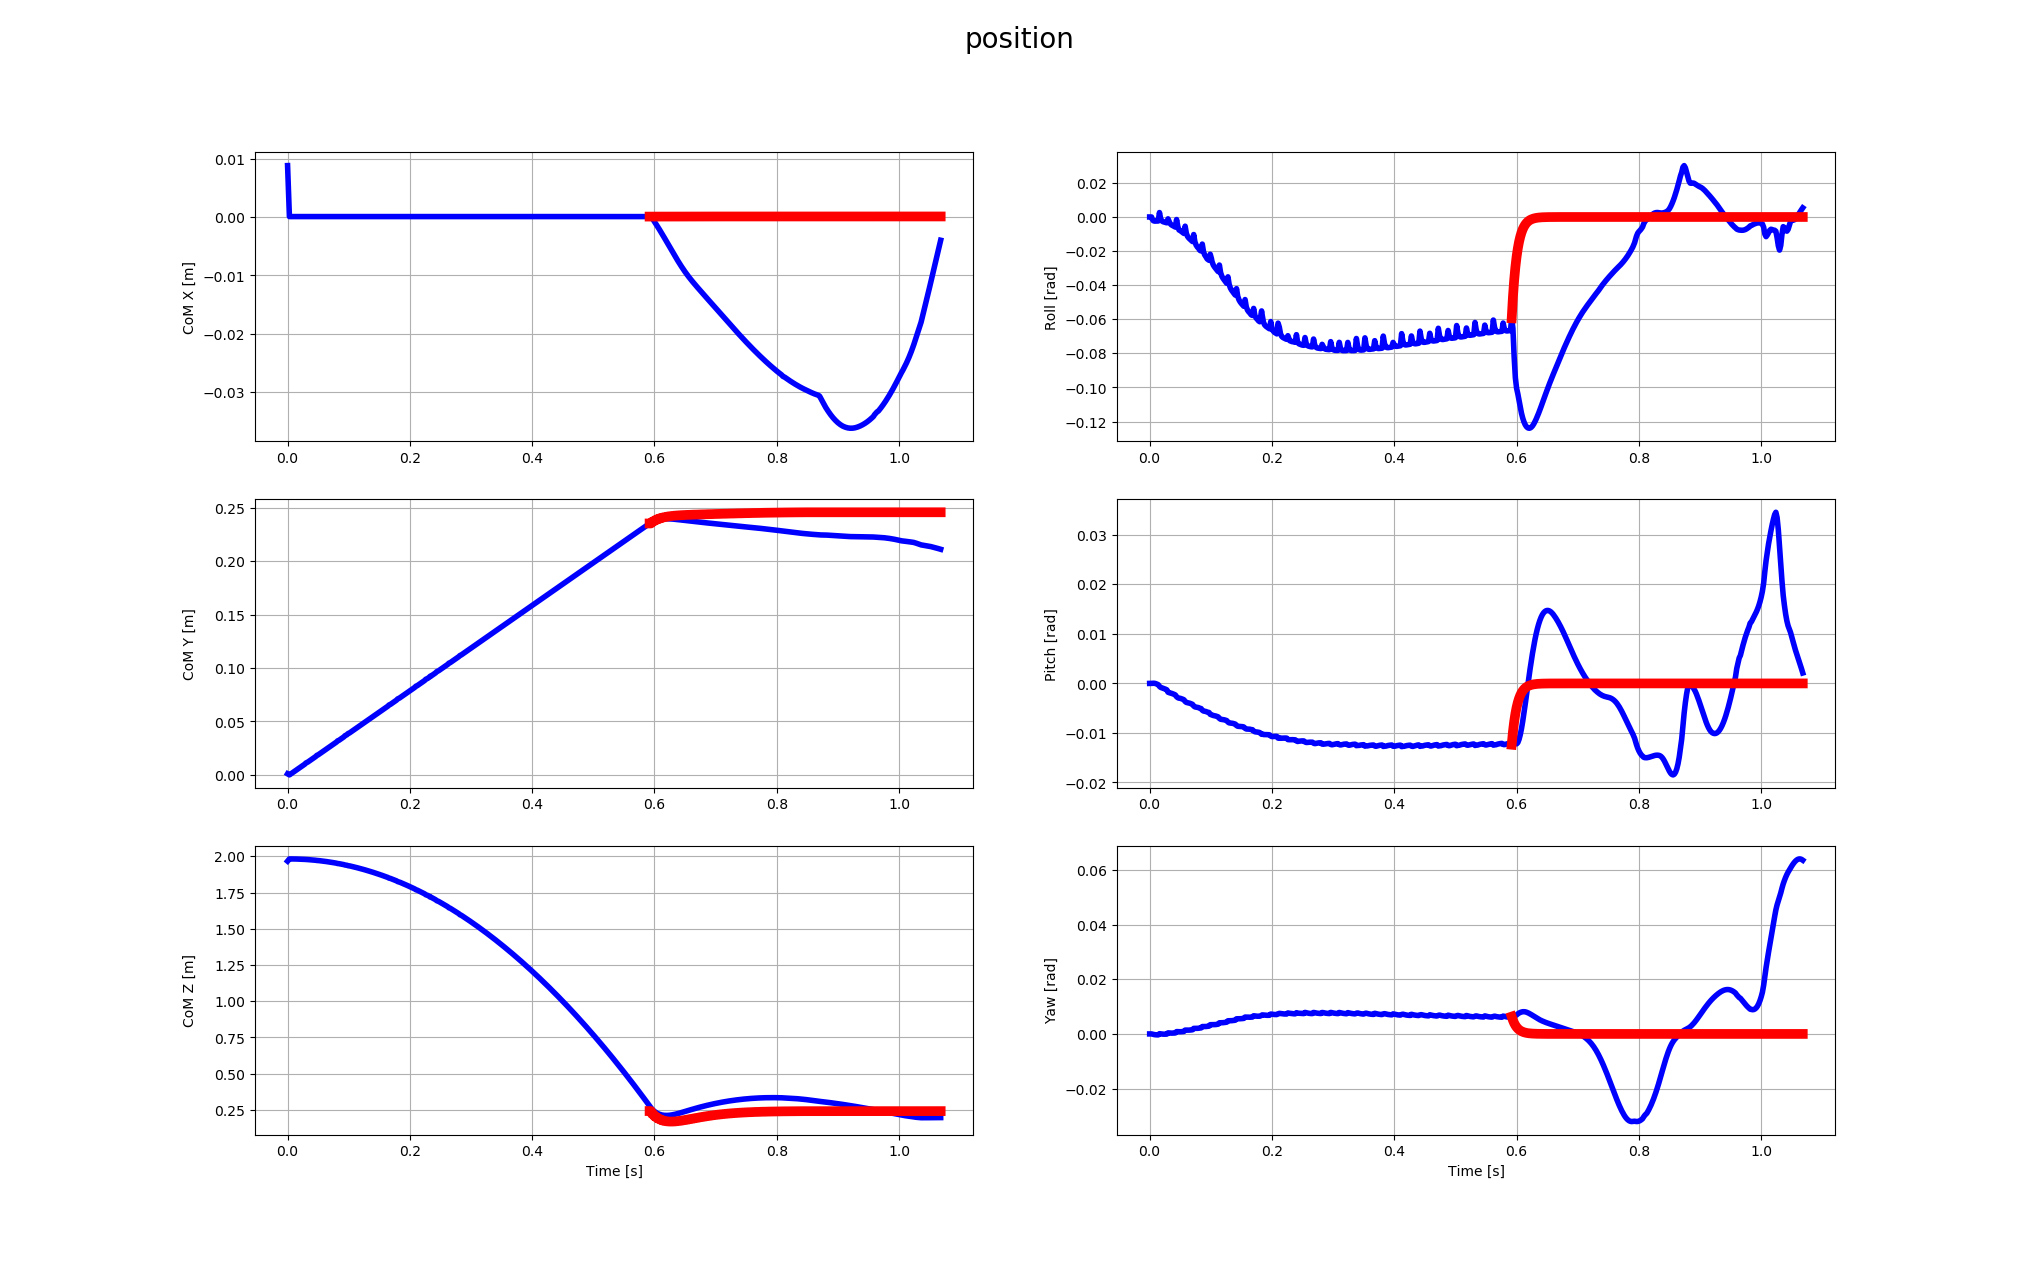 position
CoM X [m]
0.01
0.00
−0.01
−0.02
−0.03
0.0 0.2 0.4 0.6 0.8 1.0
Roll [rad]
0.02
0.00
−0.02
−0.04
−0.06
−0.08
−0.10
−0.12
0.0 0.2 0.4 0.6 0.8 1.0
CoM Y [m]
0.25
0.20
0.15
0.10
0.05
0.00
0.0 0.2 0.4 0.6 0.8 1.0
Pitch [rad]
0.03
0.02
0.01
0.00
−0.01
−0.02
0.0 0.2 0.4 0.6 0.8 1.0
CoM Z [m]
2.00
1.75
1.50
1.25
1.00
0.75
0.50
0.25
0.0 0.2 0.4 0.6 0.8 1.0
Time [s]
Yaw [rad]
0.06
0.04
0.02
0.00
−0.02
0.0 0.2 0.4 0.6 0.8 1.0
Time [s]